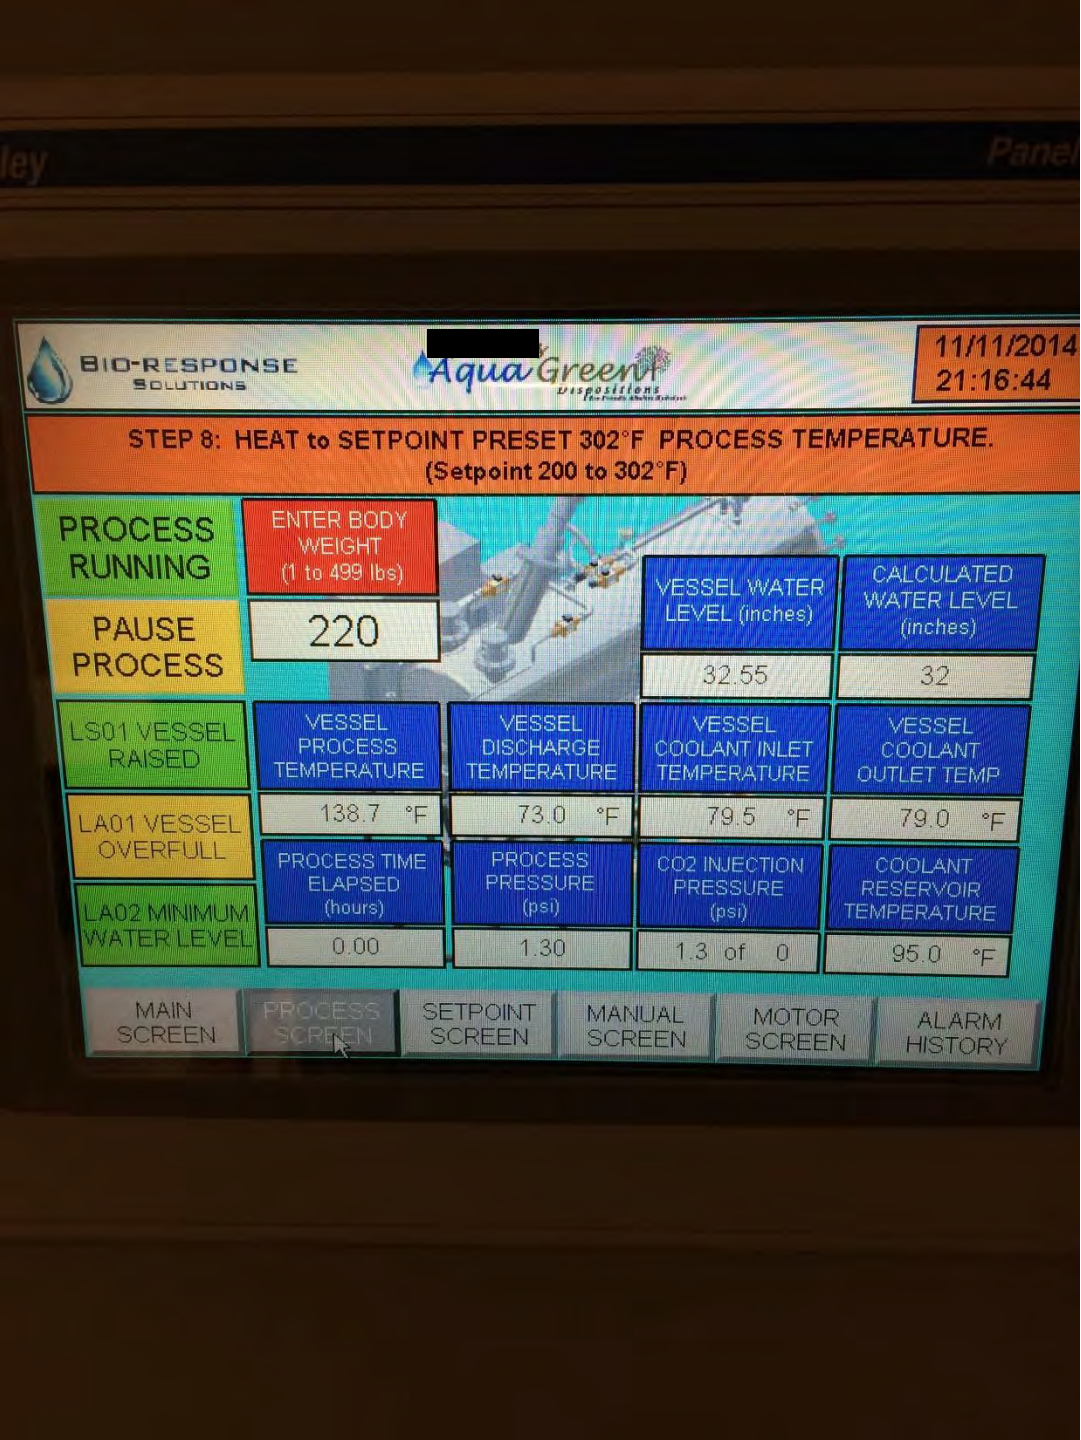 ley
Panel
BIO-RESPONSE
SOLUTIONS
AquaGreen
Dispositions
11/11/2014
21:16:44
STEP 8: HEAT to SETPOINT PRESET 302°F PROCESS TEMPERATURE.
(Setpoint 200 to 302°F)
PROCESS
RUNNING
ENTER BODY
WEIGHT
(1 to 499 lbs)
220
PAUSE
PROCESS
VESSEL WATER
LEVEL (inches)
32.55
CALCULATED
WATER LEVEL
(inches)
32
LS01 VESSEL
RAISED
VESSEL
PROCESS
TEMPERATURE
138.7 °F
VESSEL
DISCHARGE
TEMPERATURE
73.0 °F
VESSEL
COOLANT INLET
TEMPERATURE
79.5 °F
VESSEL
COOLANT
OUTLET TEMP
79.0 °F
LA01 VESSEL
OVERFULL
LA02 MINIMUM
WATER LEVEL
PROCESS TIME
ELAPSED
(hours)
0.00
PROCESS
PRESSURE
(psi)
1.30
CO2 INJECTION
PRESSURE
(psi)
1.3 of 0
COOLANT
RESERVOIR
TEMPERATURE
95.0 °F
MAIN
SCREEN
PROCESS
SCREEN
SETPOINT
SCREEN
MANUAL
SCREEN
MOTOR
SCREEN
ALARM
HISTORY